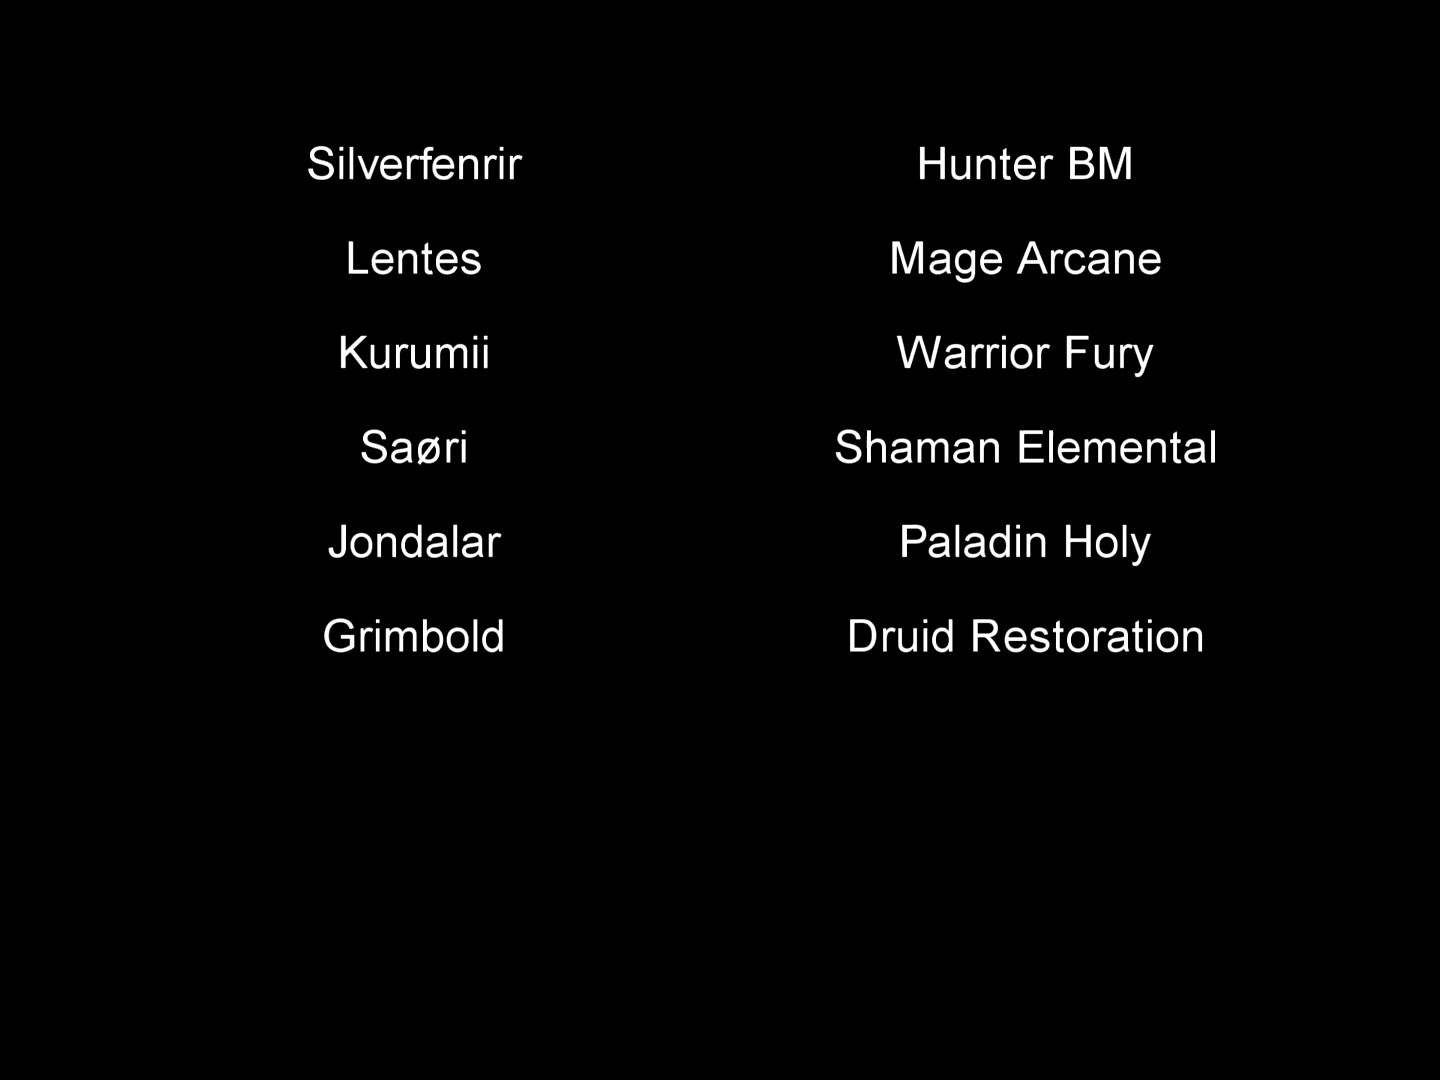 Silverfenrir Hunter BM
Lentes Mage Arcane
Kurumii Warrior Fury
Saøri Shaman Elemental
Jondalar Paladin Holy
Grimbold Druid Restoration